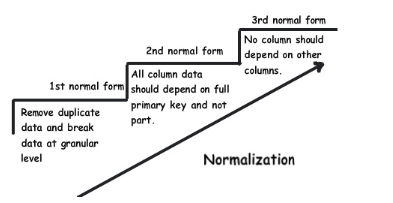 3rd normal form
No column should
depend on other
columns.
2nd normal form
All column data
should depend on full
primary key and not
part.
1st normal form
Remove duplicate
data and break
data at granular
level
Normalization